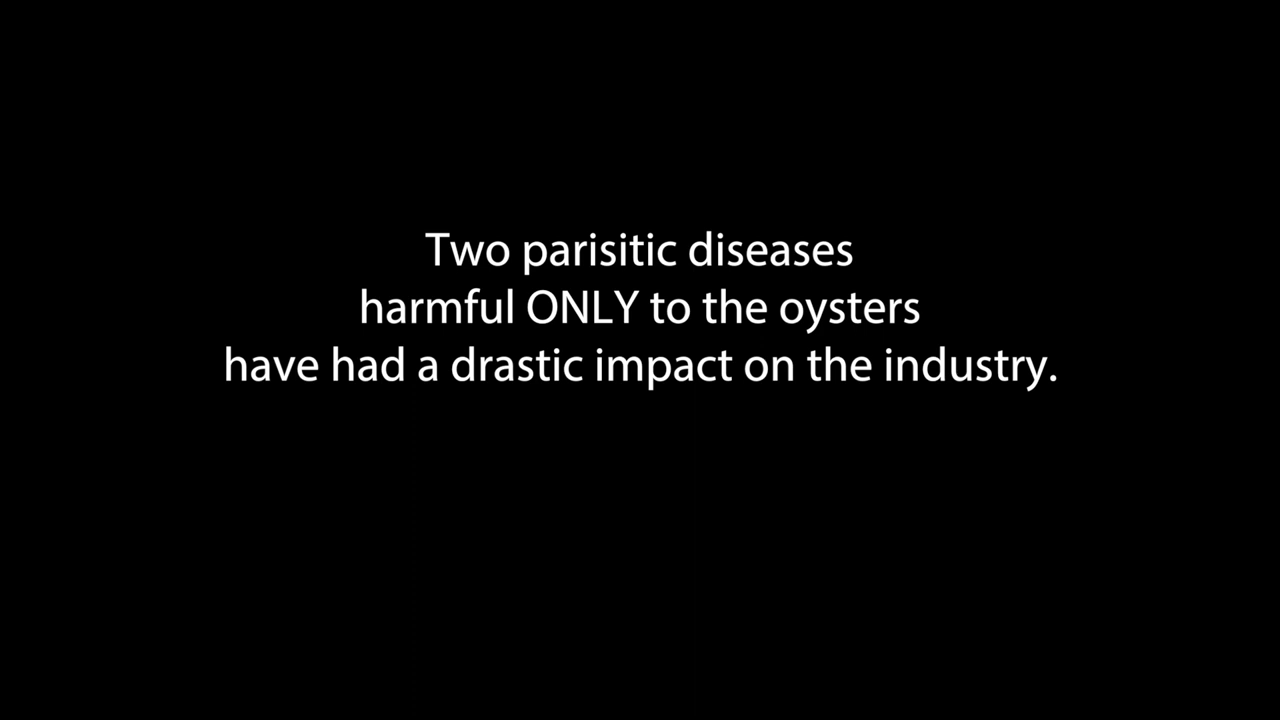 Two parisitic diseases
harmful ONLY to the oysters
have had a drastic impact on the industry.